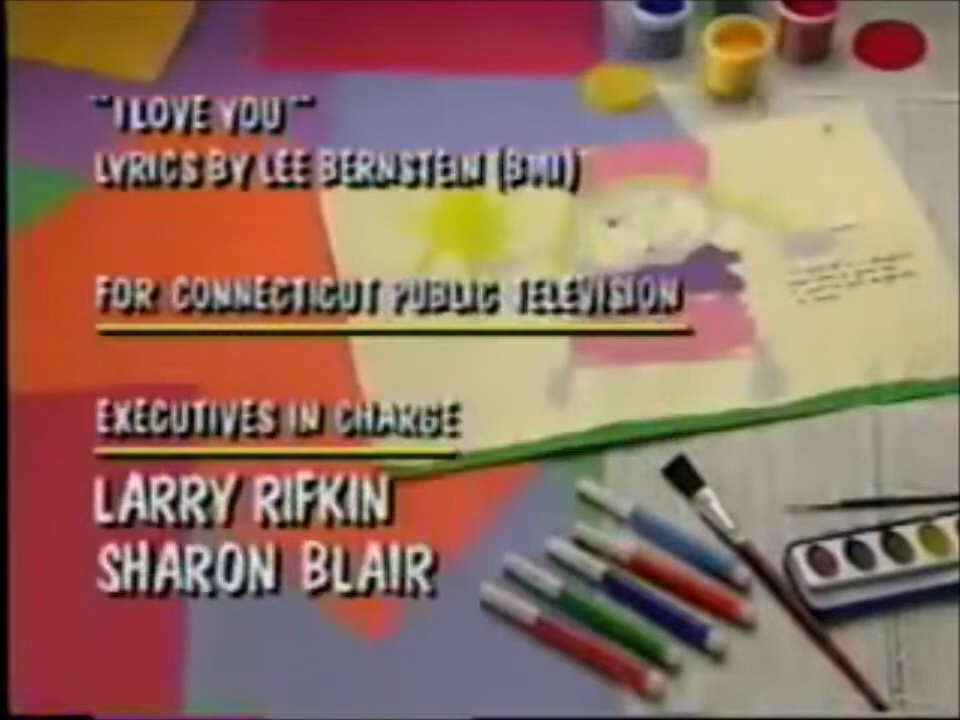 "I LOVE YOU"
LYRICS BY LEE BERNSTEIN (BMI)
FOR CONNECTICUT PUBLIC TELEVISION
EXECUTIVES IN CHARGE
LARRY RIFKIN
SHARON BLAIR